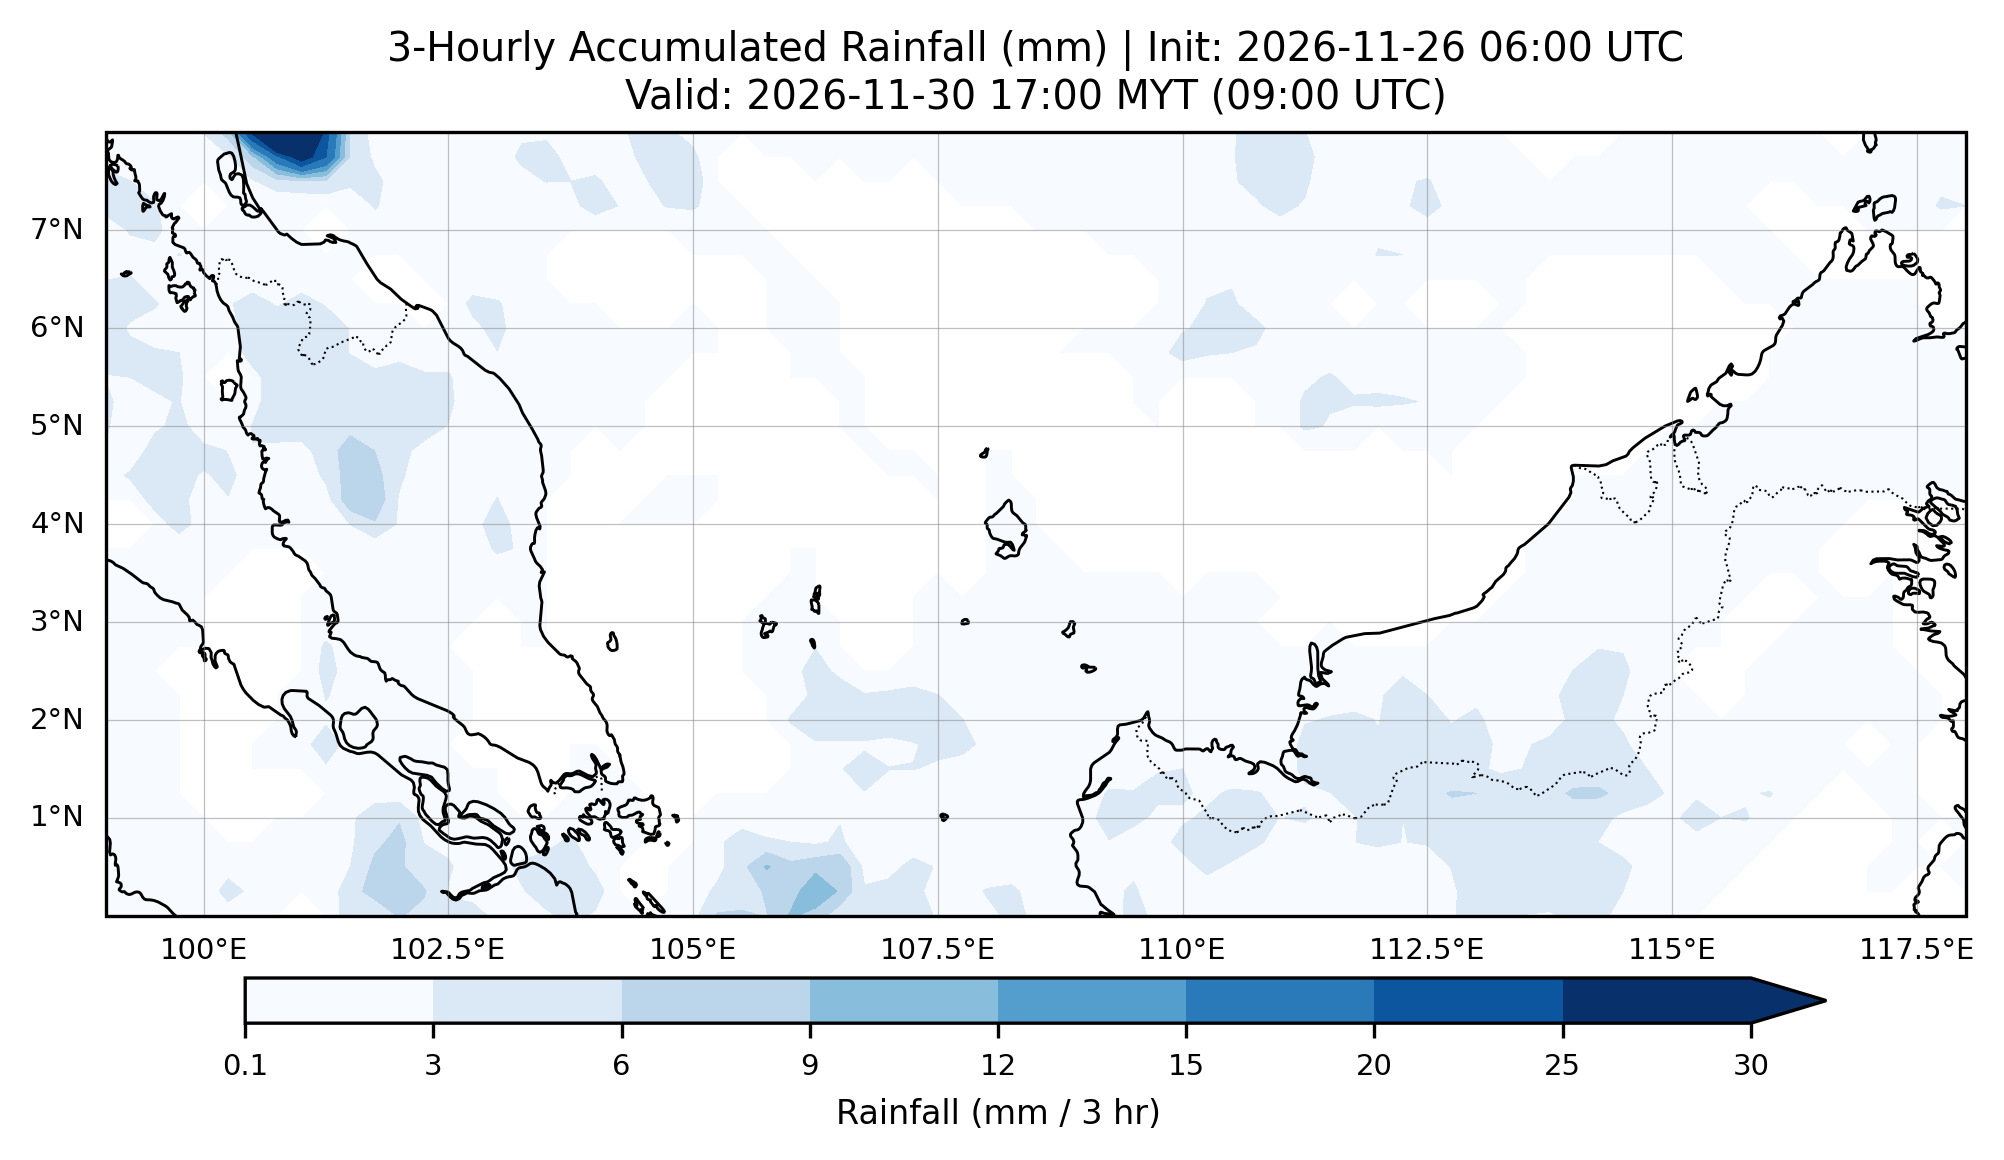 3-Hourly Accumulated Rainfall (mm) | Init: 2026-11-26 06:00 UTC
Valid: 2026-11-30 17:00 MYT (09:00 UTC)
7°N
6°N
5°N
4°N
3°N
2°N
1°N
100°E 102.5°E 105°E 107.5°E 110°E 112.5°E 115°E 117.5°E
0.1 3 6 9 12 15 20 25 30
Rainfall (mm / 3 hr)